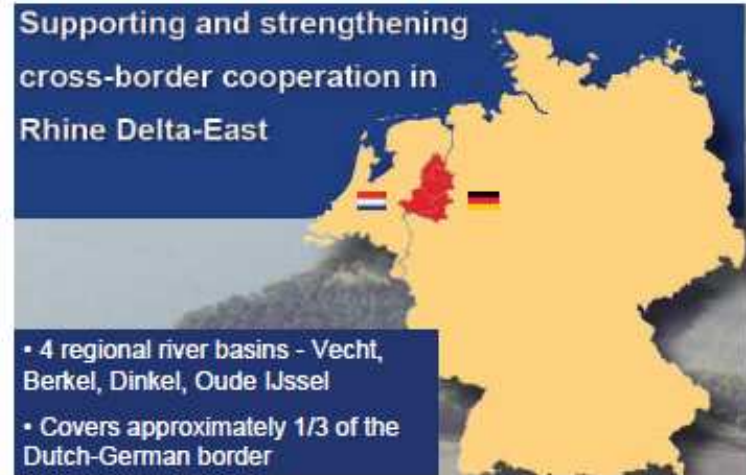 Supporting and strengthening
cross-border cooperation in
Rhine Delta-East
• 4 regional river basins - Vecht,
Berkel, Dinkel, Oude IJssel
• Covers approximately 1/3 of the
Dutch-German border